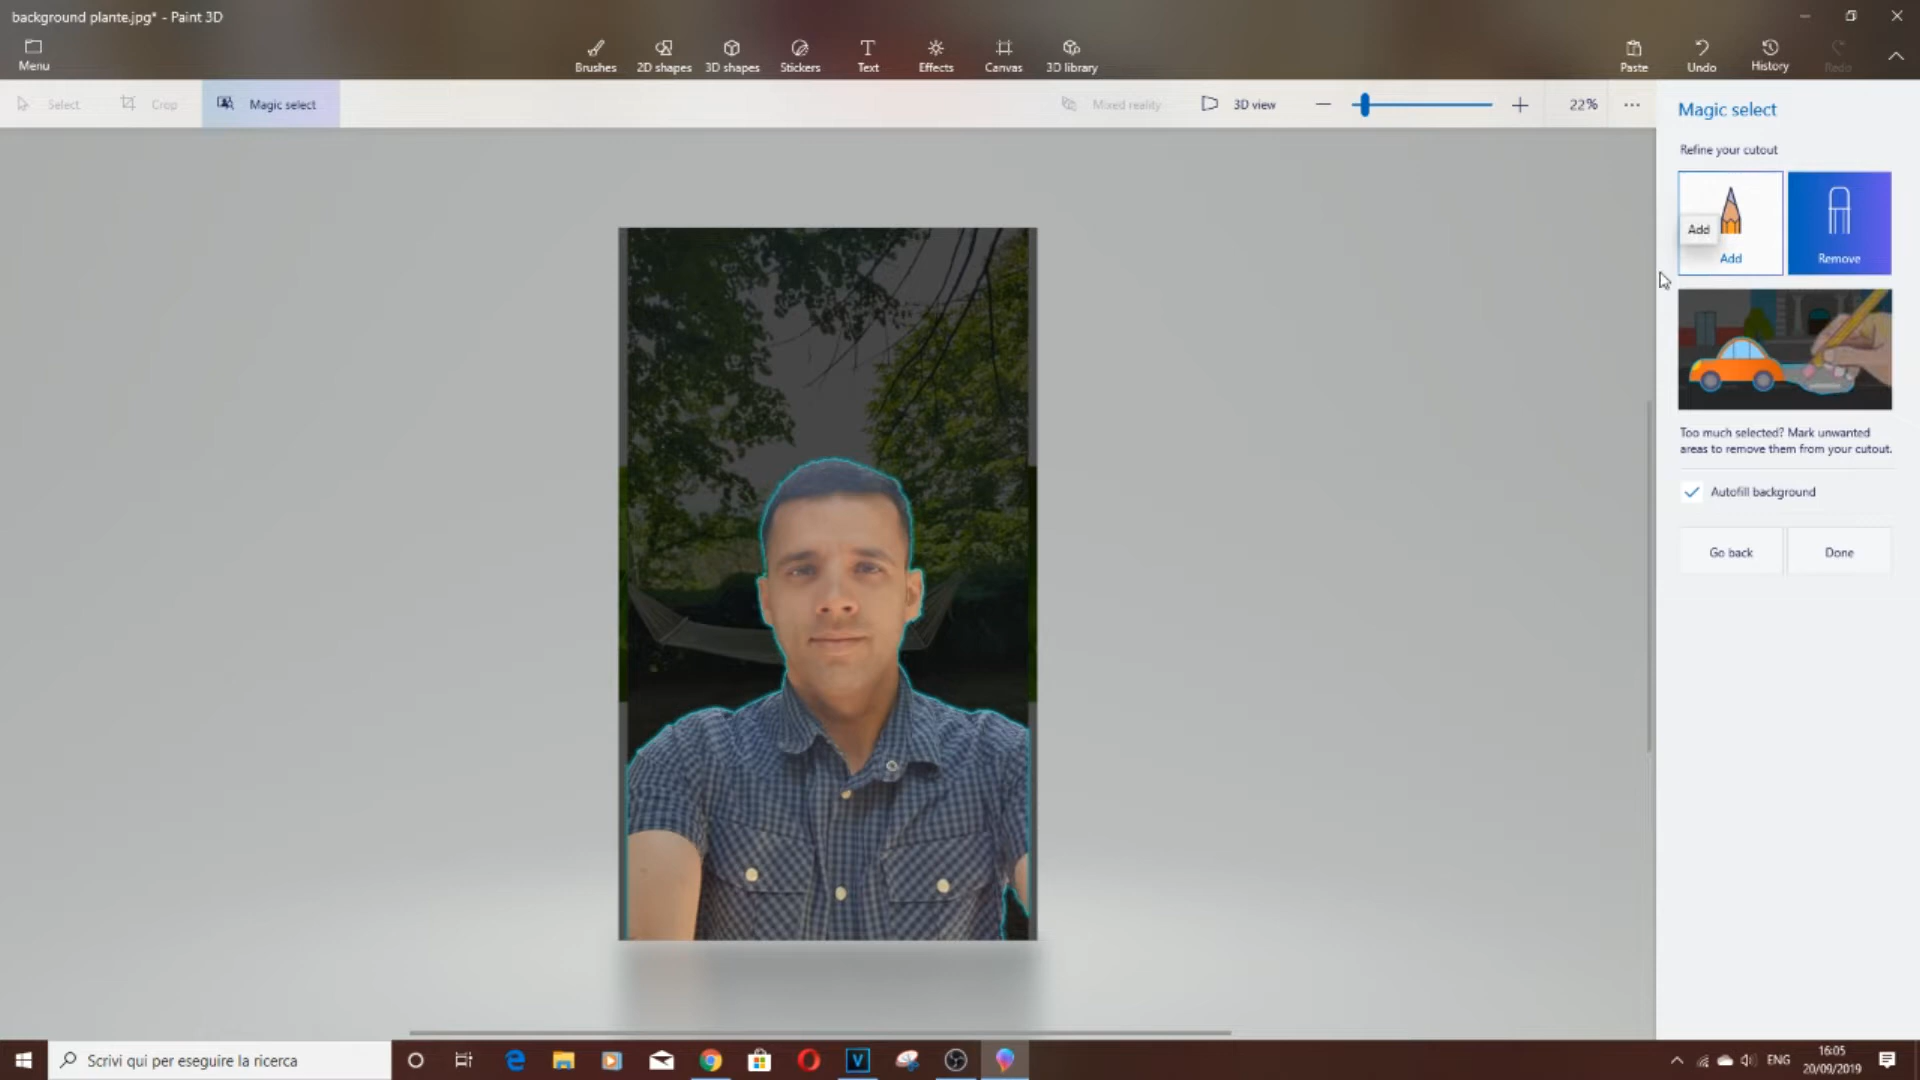 background plante.jpg* - Paint 3D
Menu
Brushes
2D shapes
3D shapes
Stickers
Text
Effects
Canvas
3D library
Paste
Undo
History
Redo
Select
Crop
Magic select
Mixed reality
3D view
22%
Magic select
Refine your cutout
Add
Add
Remove
Too much selected? Mark unwanted
areas to remove them from your cutout.
Autofill background
Go back
Done
Scrivi qui per eseguire la ricerca
ENG
16:05
20/09/2019